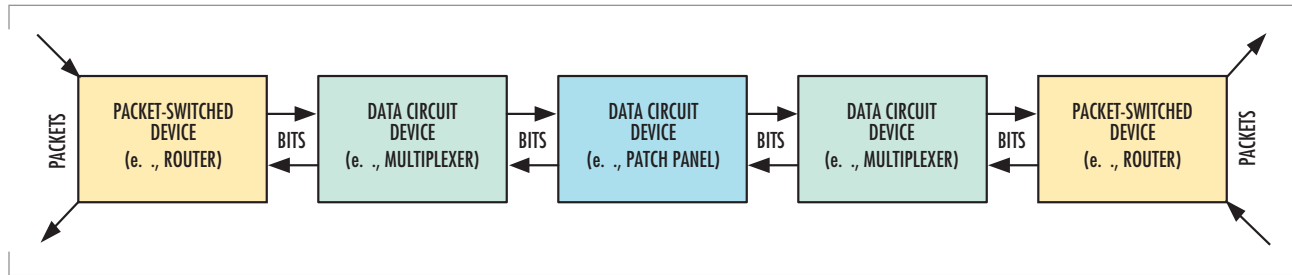 PACKETS
PACKET-SWITCHED
DEVICE
(e. ., ROUTER)
BITS
DATA CIRCUIT
DEVICE
(e. ., MULTIPLEXER)
BITS
DATA CIRCUIT
DEVICE
(e. ., PATCH PANEL)
BITS
DATA CIRCUIT
DEVICE
(e. ., MULTIPLEXER)
BITS
PACKET-SWITCHED
DEVICE
(e. ., ROUTER)
PACKETS